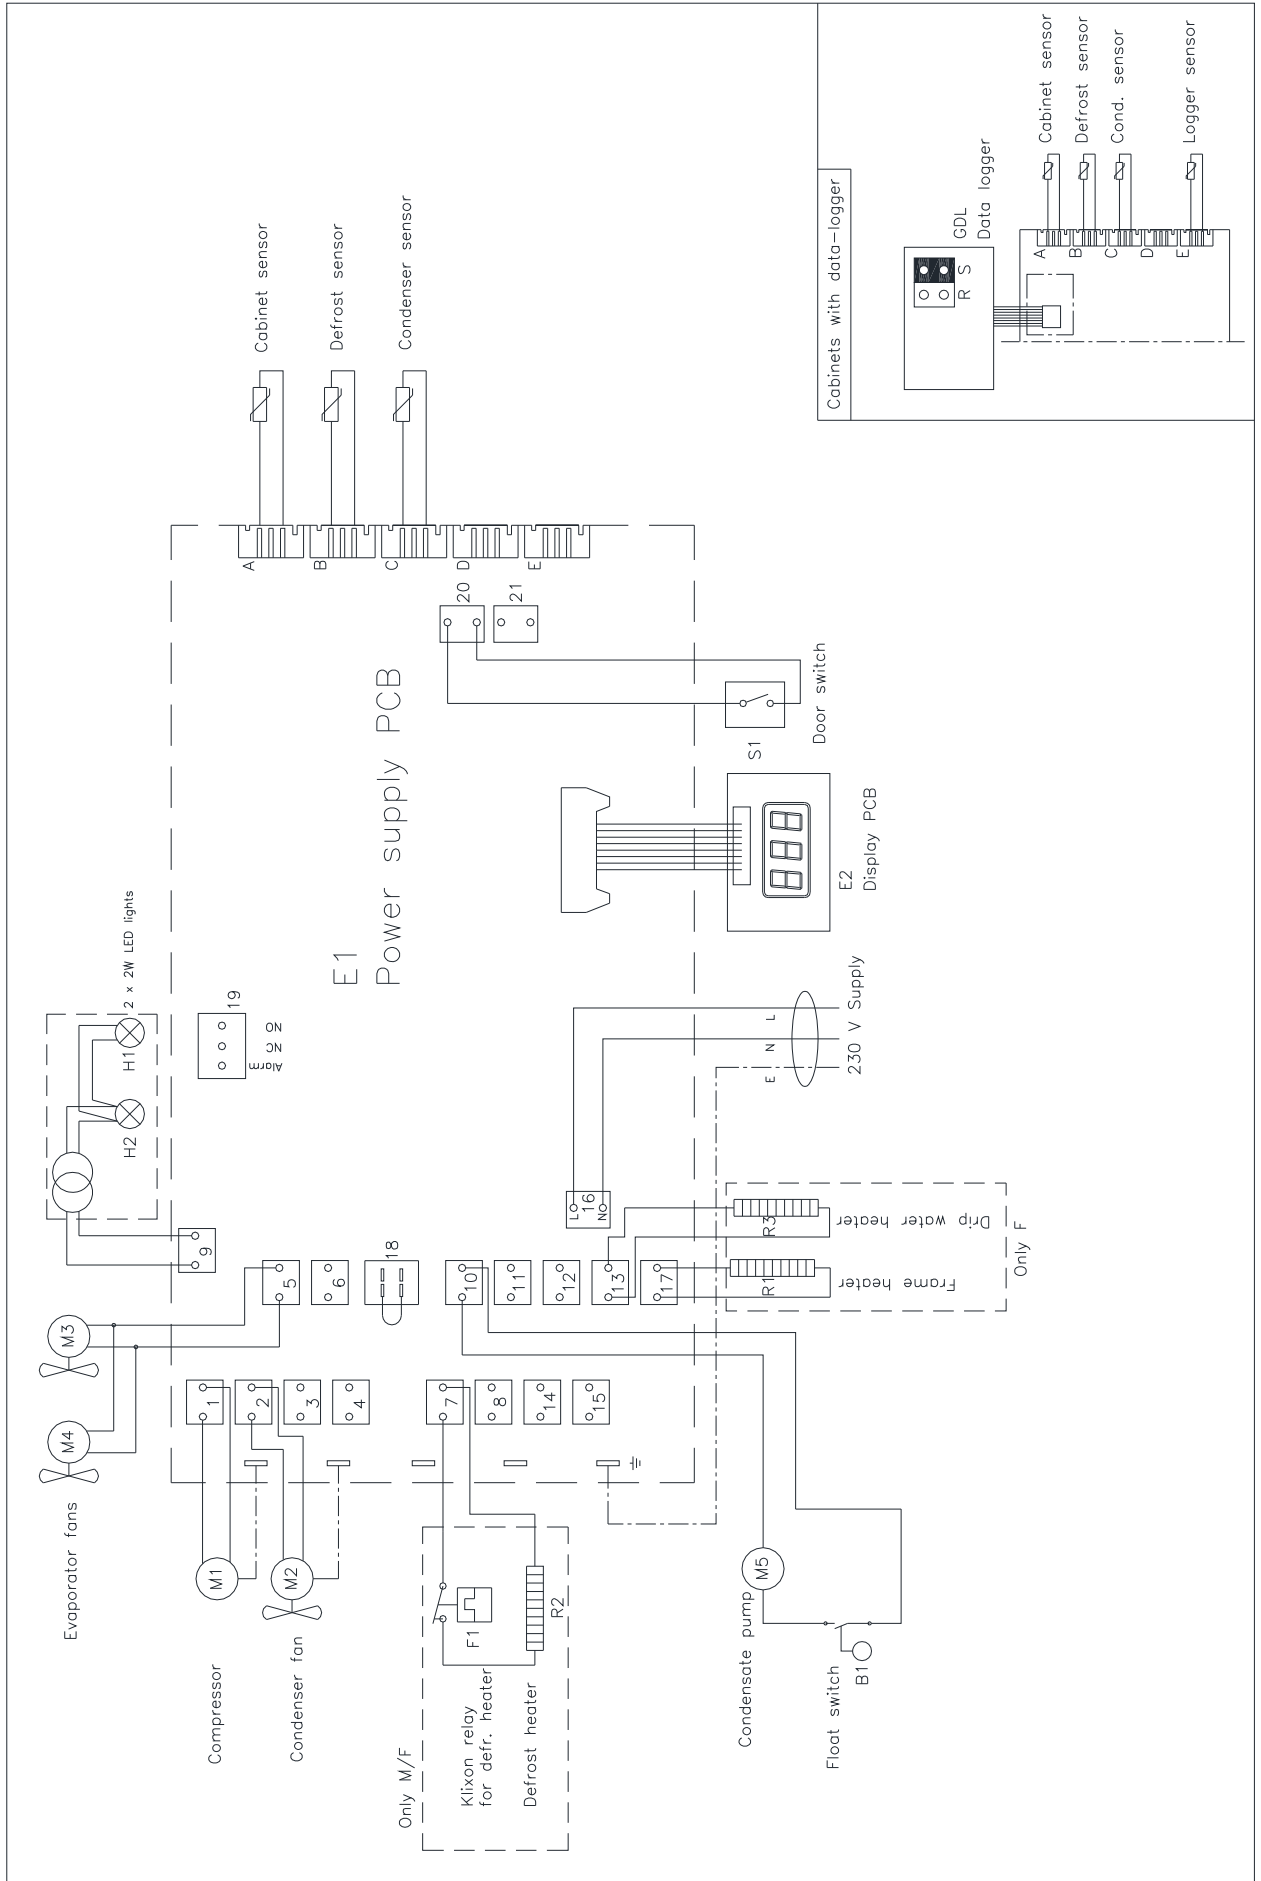 Cabinet sensor
Defrost sensor
Condenser sensor
A
B
C
D
E
20
21
E1
Power supply PCB
S1
Door switch
E2
Display PCB
2 x 2W LED lights
H1
H2
19
NO
NC
Alarm
L
N
E
230 V Supply
9
5
6
18
10
11
12
13
17
16
L
N
R3
Drip water heater
R1
Frame heater
Only F
M3
M4
Evaporator fans
1
2
3
4
7
8
14
15
M1
Compressor
M2
Condenser fan
Only M/F
F1
Klixon relay
for defr. heater
R2
Defrost heater
M5
Condensate pump
Float switch
B1
Cabinets with data-logger
GDL
Data logger
R
S
A
B
C
D
E
Cabinet sensor
Defrost sensor
Cond. sensor
Logger sensor